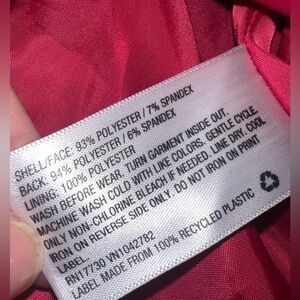 SHELL/FACE: 93% POLYESTER / 7% SPANDEX
BACK: 94% POLYESTER / 6% SPANDEX
LINING: 100% POLYESTER
WASH BEFORE WEAR. TURN GARMENT INSIDE OUT.
MACHINE WASH COLD WITH LIKE COLORS, GENTLE CYCLE.
ONLY NON-CHLORINE BLEACH IF NEEDED. LINE DRY. COOL
IRON ON REVERSE SIDE ONLY. DO NOT IRON ON PRINT
LABEL.
RN17730 VN1042782
LABEL MADE FROM 100% RECYCLED PLASTIC